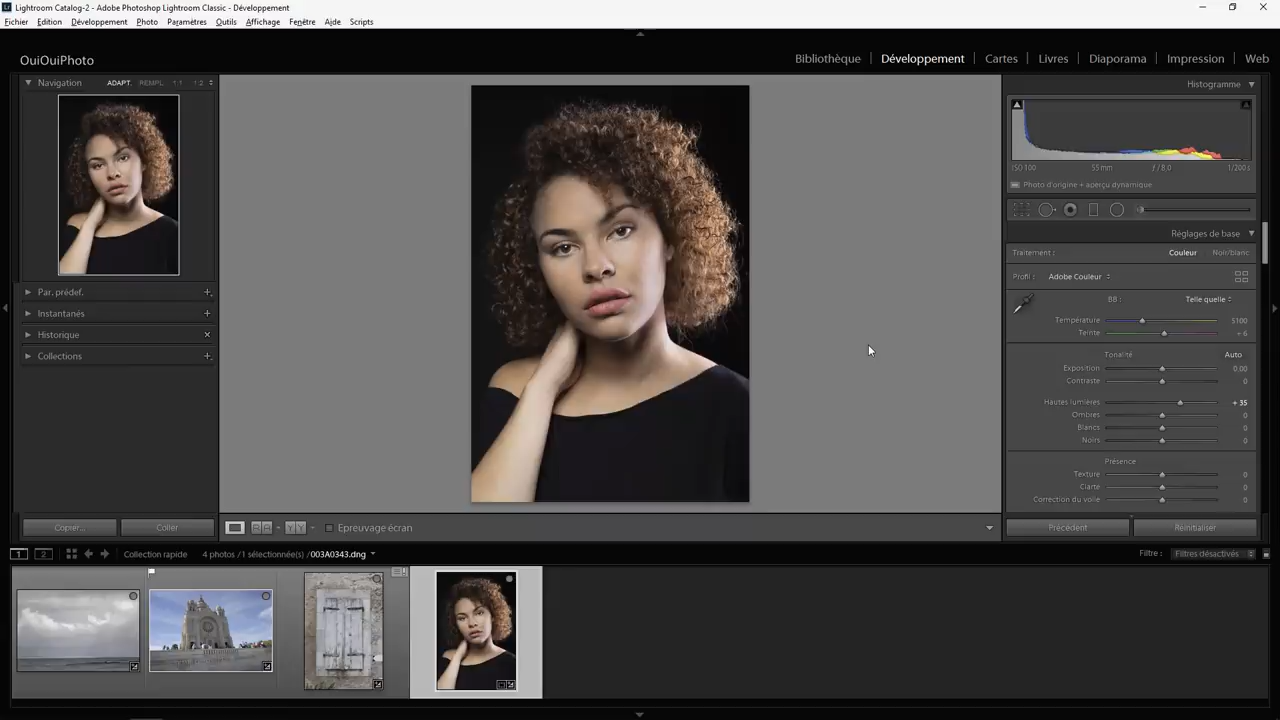 Lightroom Catalog-2 - Adobe Photoshop Lightroom Classic - Développement
Fichier Edition Développement Photo Paramètres Outils Affichage Fenêtre Aide Scripts
OuiOuiPhoto
Bibliothèque | Développement | Cartes | Livres | Diaporama | Impression | Web
Navigation ADAPT. REMPL. 1:1 1:2
Histogramme
ISO 100 55 mm ƒ / 8,0 1/200 s
Photo d'origine + aperçu dynamique
Réglages de base
Traitement : Couleur Noir/blanc
Profil : Adobe Couleur
BB : Telle quelle
Température 5100
Teinte + 6
Tonalité Auto
Exposition 0,00
Contraste 0
Hautes lumières + 35
Ombres 0
Blancs 0
Noirs 0
Présence
Texture 0
Clarté 0
Correction du voile 0
Par. prédef. +
Instantanés +
Historique ×
Collections +
Copier... Coller
Epreuvage écran
Précédent Réinitialiser
1 2 Collection rapide 4 photos /1 sélectionnée(s) /003A0343.dng
Filtre : Filtres désactivés